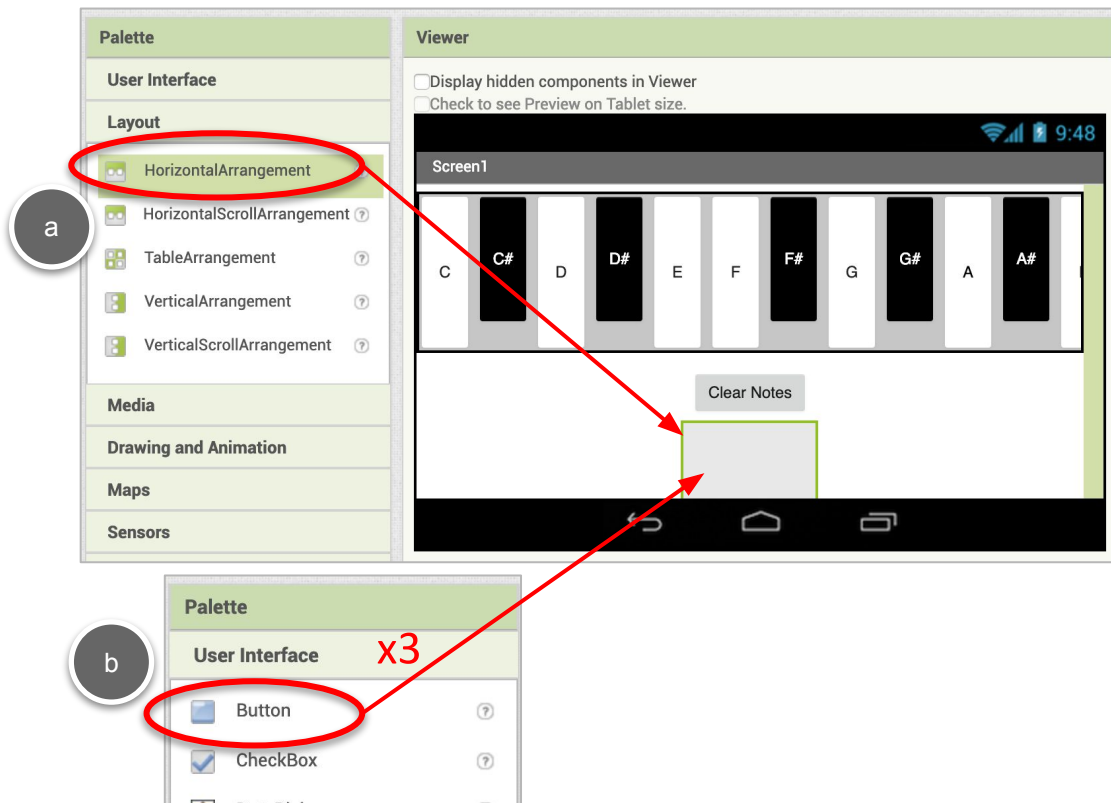 Palette
User Interface
Layout
HorizontalArrangement
HorizontalScrollArrangement ?
TableArrangement ?
VerticalArrangement ?
VerticalScrollArrangement ?
Media
Drawing and Animation
Maps
Sensors
a
Viewer
Display hidden components in Viewer
Check to see Preview on Tablet size.
9:48
Screen1
C C# D D# E F F# G G# A A#
Clear Notes
b
Palette
User Interface
x3
Button ?
CheckBox ?